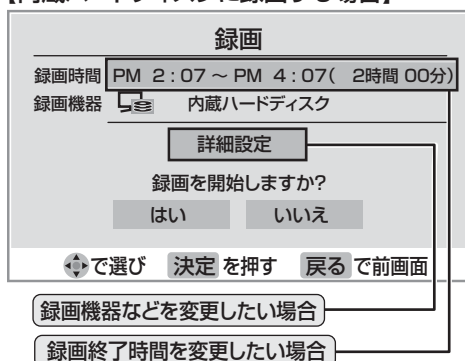 【内蔵ハードディスクに録画する場合】
録画
録画時間 PM 2:07～PM 4:07( 2時間 00分)
録画機器 内蔵ハードディスク
詳細設定
録画を開始しますか?
はい いいえ
で選び 決定 を押す 戻る で前画面
録画機器などを変更したい場合
録画終了時間を変更したい場合